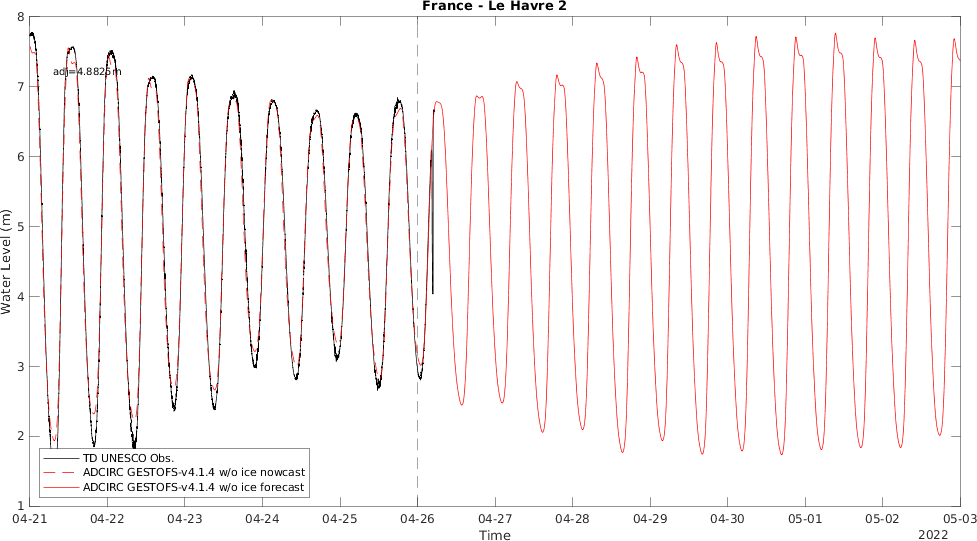 France - Le Havre 2
8
7
6
5
4
3
2
1
Water Level (m)
adj=4.8825m
TD UNESCO Obs.
ADCIRC GESTOFS-v4.1.4 w/o ice nowcast
ADCIRC GESTOFS-v4.1.4 w/o ice forecast
04-21 04-22 04-23 04-24 04-25 04-26 04-27 04-28 04-29 04-30 05-01 05-02 05-03
Time
2022